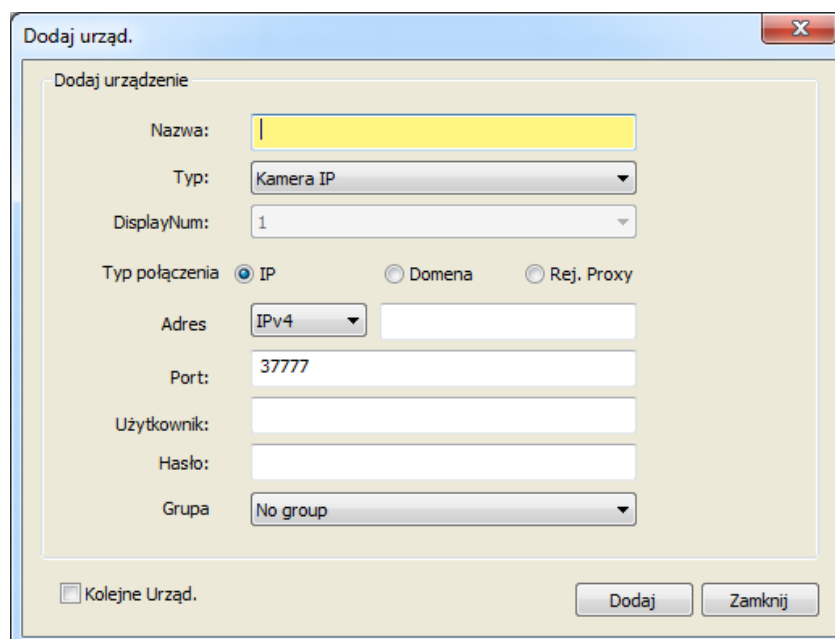 Dodaj urząd.
Dodaj urządzenie
Nazwa:
Typ: Kamera IP
DisplayNum: 1
Typ połączenia IP Domena Rej. Proxy
Adres IPv4
Port: 37777
Użytkownik:
Hasło:
Grupa No group
Kolejne Urząd. Dodaj Zamknij